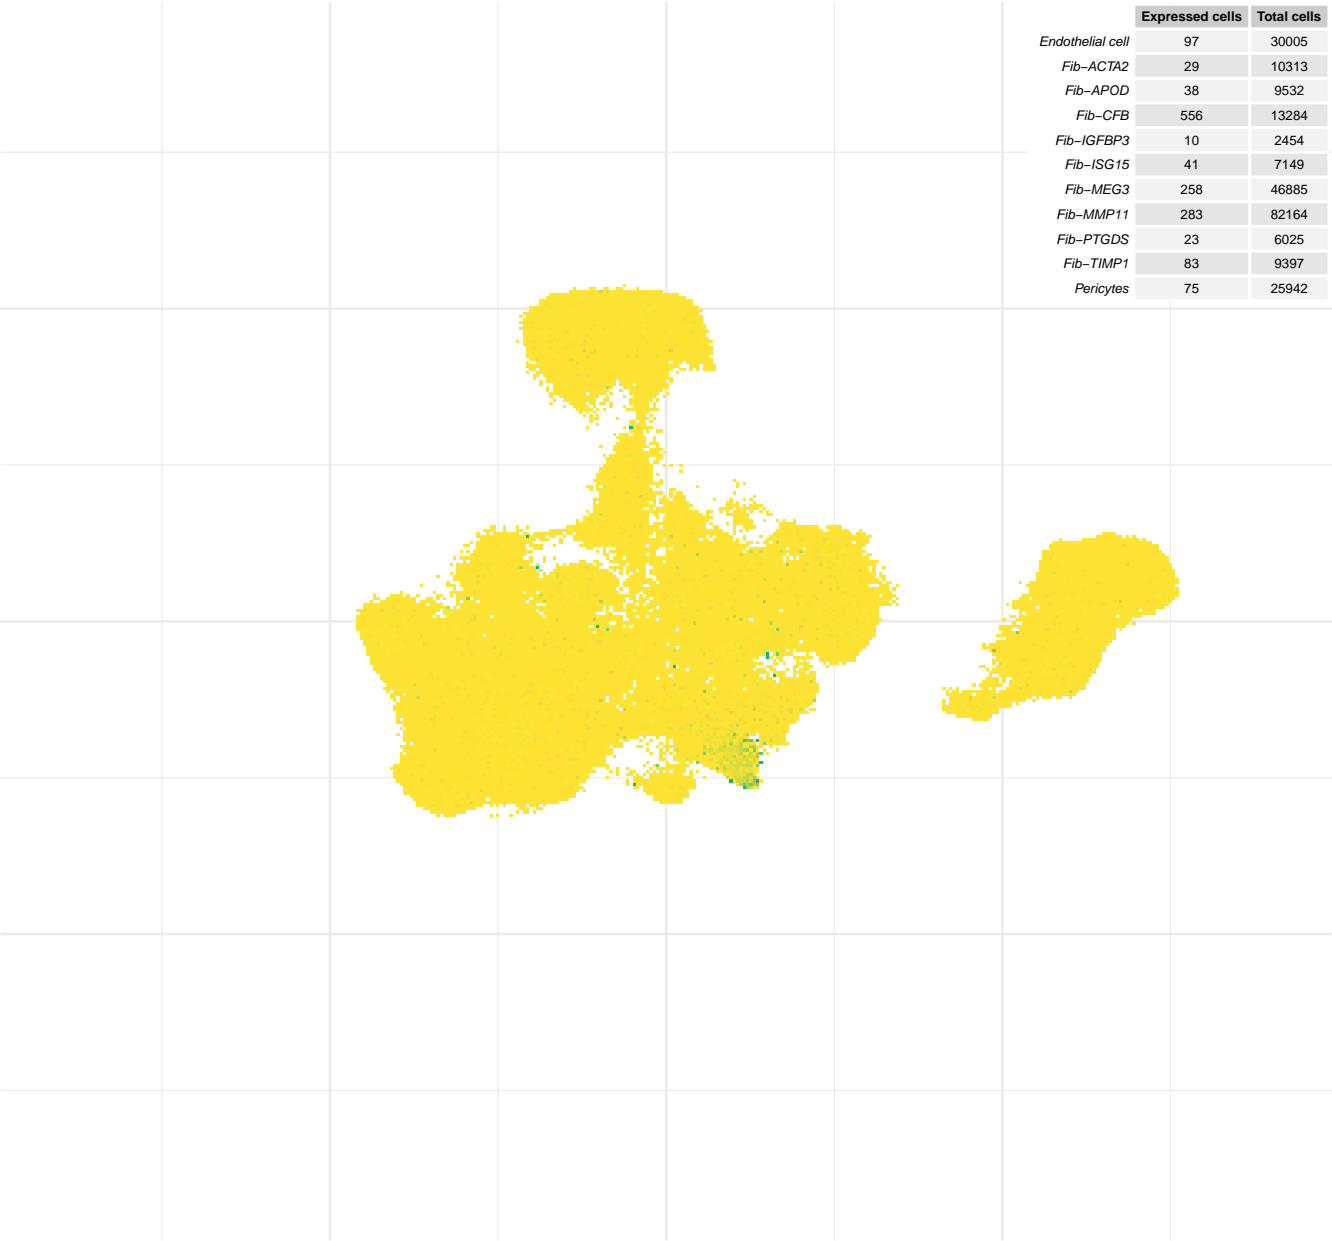 Expressed cells Total cells
Endothelial cell 97 30005
Fib−ACTA2 29 10313
Fib−APOD 38 9532
Fib−CFB 556 13284
Fib−IGFBP3 10 2454
Fib−ISG15 41 7149
Fib−MEG3 258 46885
Fib−MMP11 283 82164
Fib−PTGDS 23 6025
Fib−TIMP1 83 9397
Pericytes 75 25942